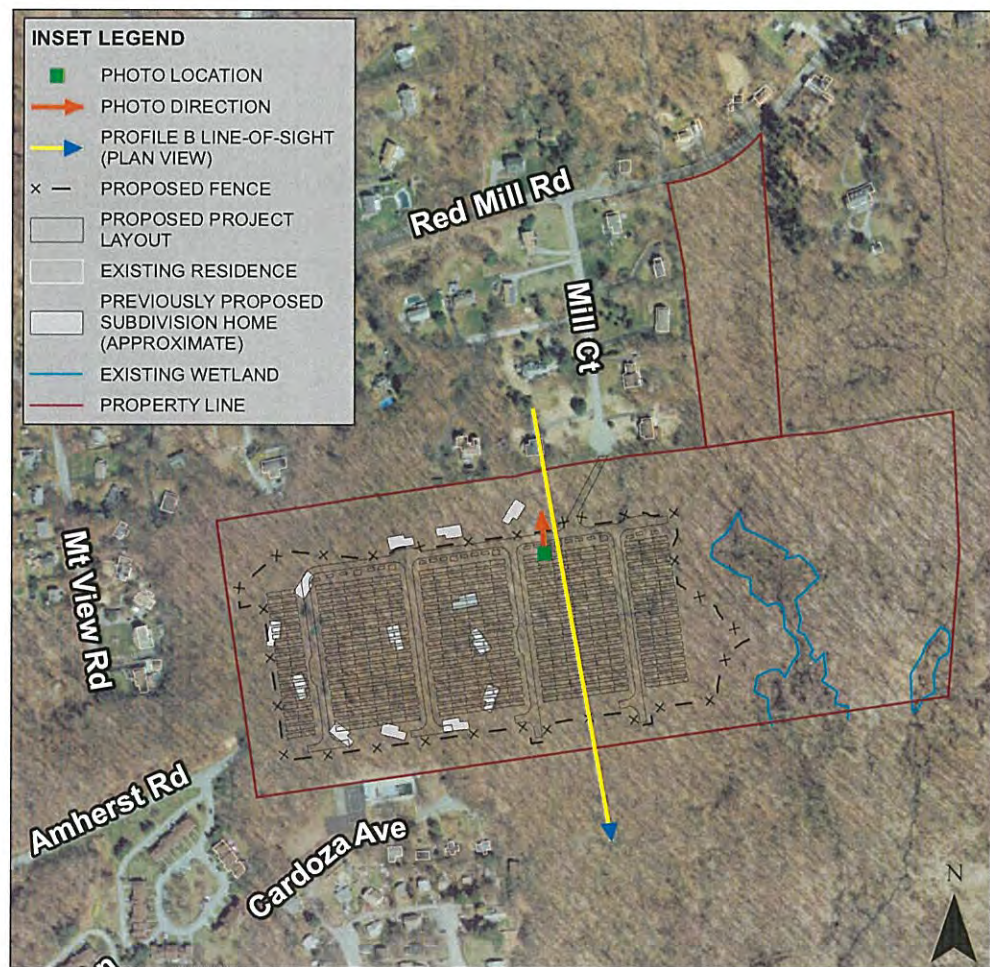 INSET LEGEND
PHOTO LOCATION
PHOTO DIRECTION
PROFILE B LINE-OF-SIGHT
(PLAN VIEW)
PROPOSED FENCE
PROPOSED PROJECT
LAYOUT
EXISTING RESIDENCE
PREVIOUSLY PROPOSED
SUBDIVISION HOME
(APPROXIMATE)
EXISTING WETLAND
PROPERTY LINE
Red Mill Rd
Mill Ct
Mt View Rd
Amherst Rd
Cardoza Ave
N